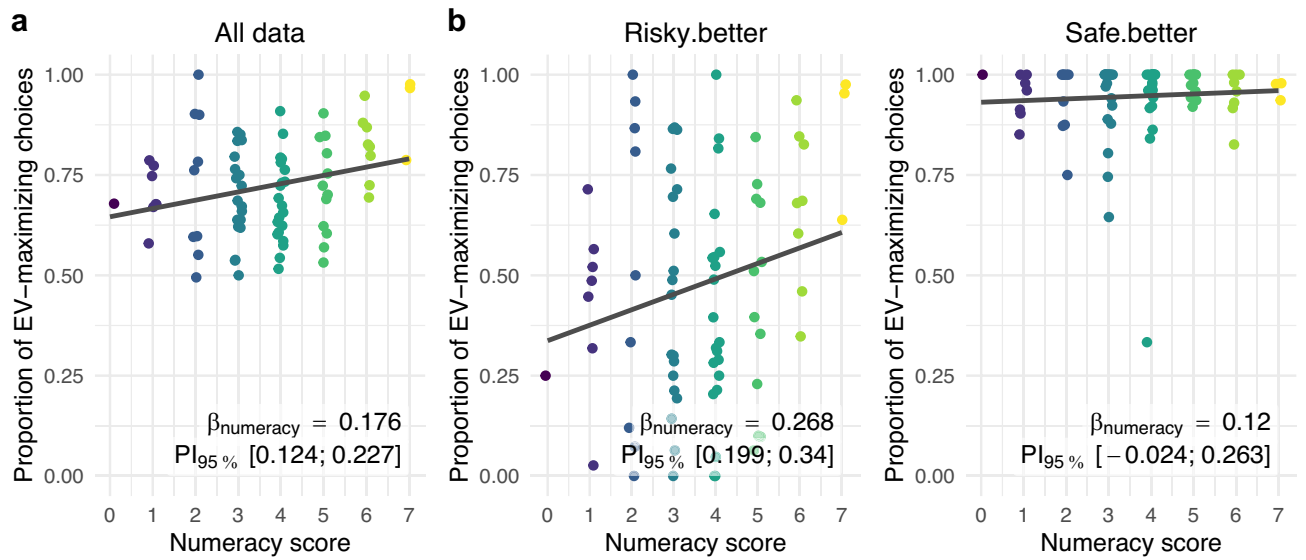 a
All data
Proportion of EV−maximizing choices
1.00
0.75
0.50
0.25
0.00
βnumeracy = 0.176
PI95 % [0.124; 0.227]
0 1 2 3 4 5 6 7
Numeracy score
b
Risky.better
Proportion of EV−maximizing choices
1.00
0.75
0.50
0.25
0.00
βnumeracy = 0.268
PI95 % [0.199; 0.34]
0 1 2 3 4 5 6 7
Numeracy score
Safe.better
Proportion of EV−maximizing choices
1.00
0.75
0.50
0.25
0.00
βnumeracy = 0.12
PI95 % [−0.024; 0.263]
0 1 2 3 4 5 6 7
Numeracy score